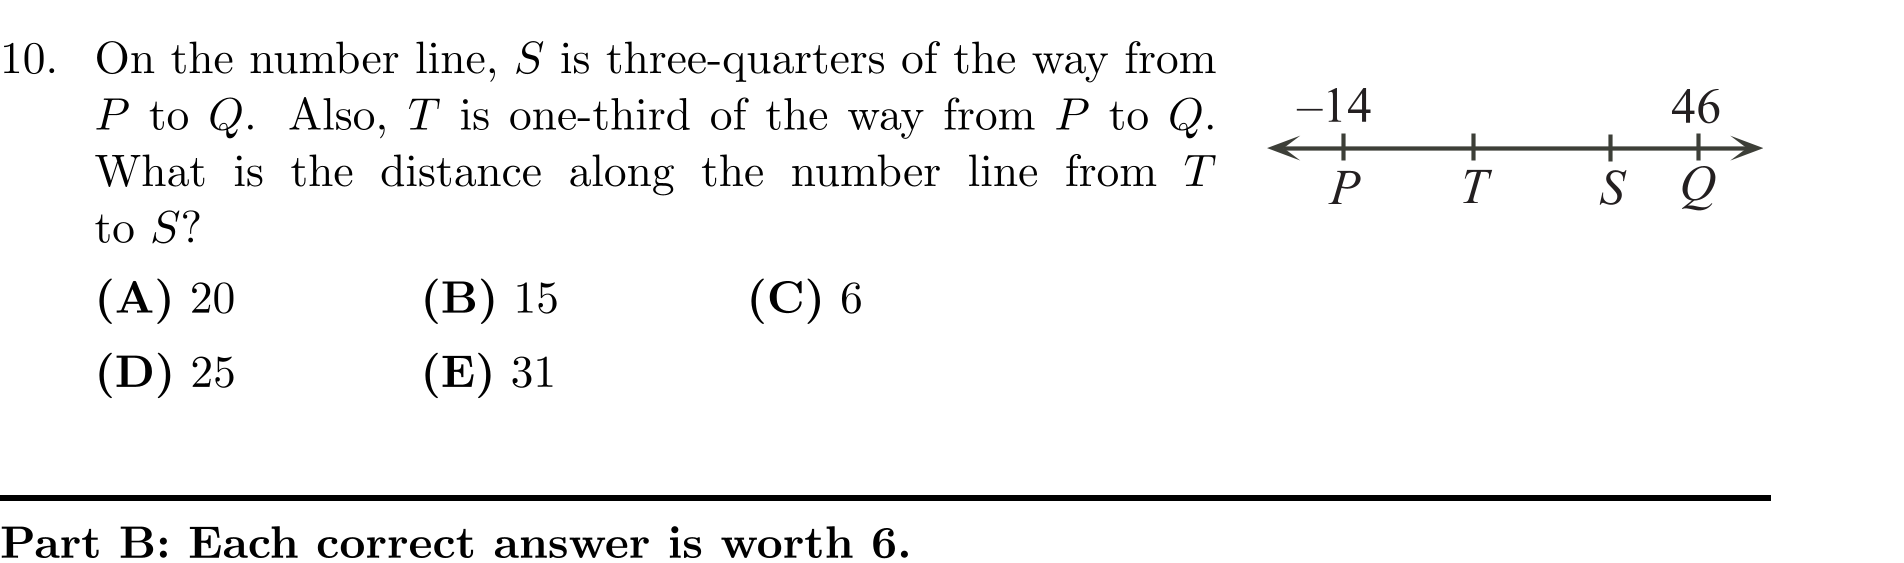 10. On the number line, S is three-quarters of the way from
P to Q. Also, T is one-third of the way from P to Q.
What is the distance along the number line from T
to S?
–14 46
P T S Q
(A) 20 (B) 15 (C) 6
(D) 25 (E) 31
Part B: Each correct answer is worth 6.